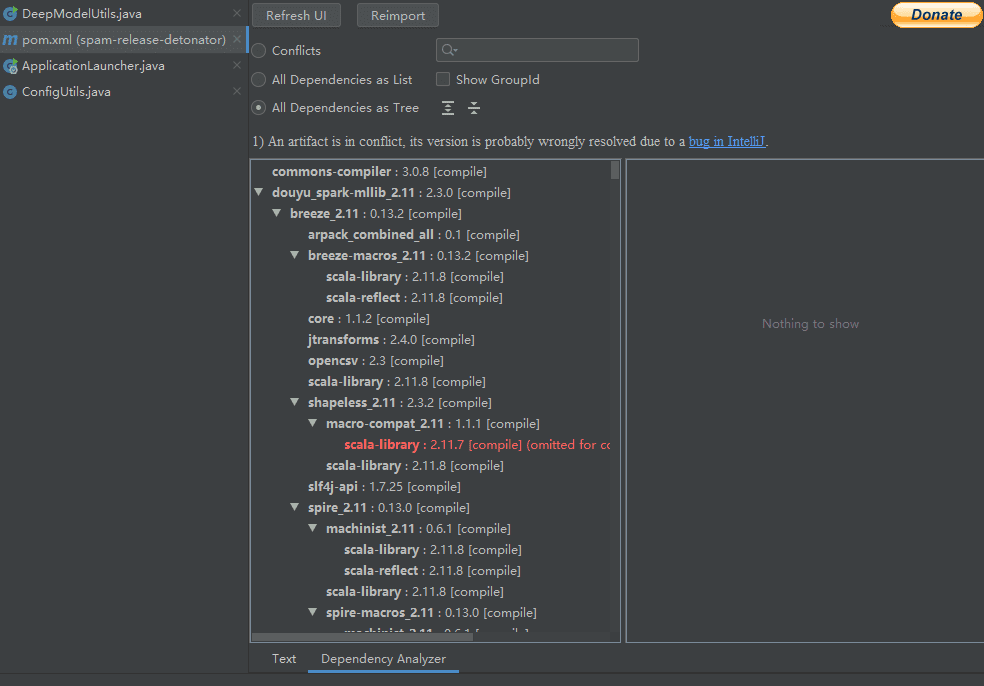 DeepModelUtils.java
pom.xml (spam-release-detonator)
ApplicationLauncher.java
ConfigUtils.java
Refresh UI
Reimport
Donate
Conflicts
All Dependencies as List
Show GroupId
All Dependencies as Tree
1) An artifact is in conflict, its version is probably wrongly resolved due to a bug in IntelliJ.
commons-compiler : 3.0.8 [compile]
douyu_spark-mllib_2.11 : 2.3.0 [compile]
breeze_2.11 : 0.13.2 [compile]
arpack_combined_all : 0.1 [compile]
breeze-macros_2.11 : 0.13.2 [compile]
scala-library : 2.11.8 [compile]
scala-reflect : 2.11.8 [compile]
core : 1.1.2 [compile]
jtransforms : 2.4.0 [compile]
opencsv : 2.3 [compile]
scala-library : 2.11.8 [compile]
shapeless_2.11 : 2.3.2 [compile]
macro-compat_2.11 : 1.1.1 [compile]
scala-library : 2.11.7 [compile] (omitted for co
scala-library : 2.11.8 [compile]
slf4j-api : 1.7.25 [compile]
spire_2.11 : 0.13.0 [compile]
machinist_2.11 : 0.6.1 [compile]
scala-library : 2.11.8 [compile]
scala-reflect : 2.11.8 [compile]
scala-library : 2.11.8 [compile]
spire-macros_2.11 : 0.13.0 [compile]
machinist_2.11 : 0.6.1 [compile]
Nothing to show
Text
Dependency Analyzer